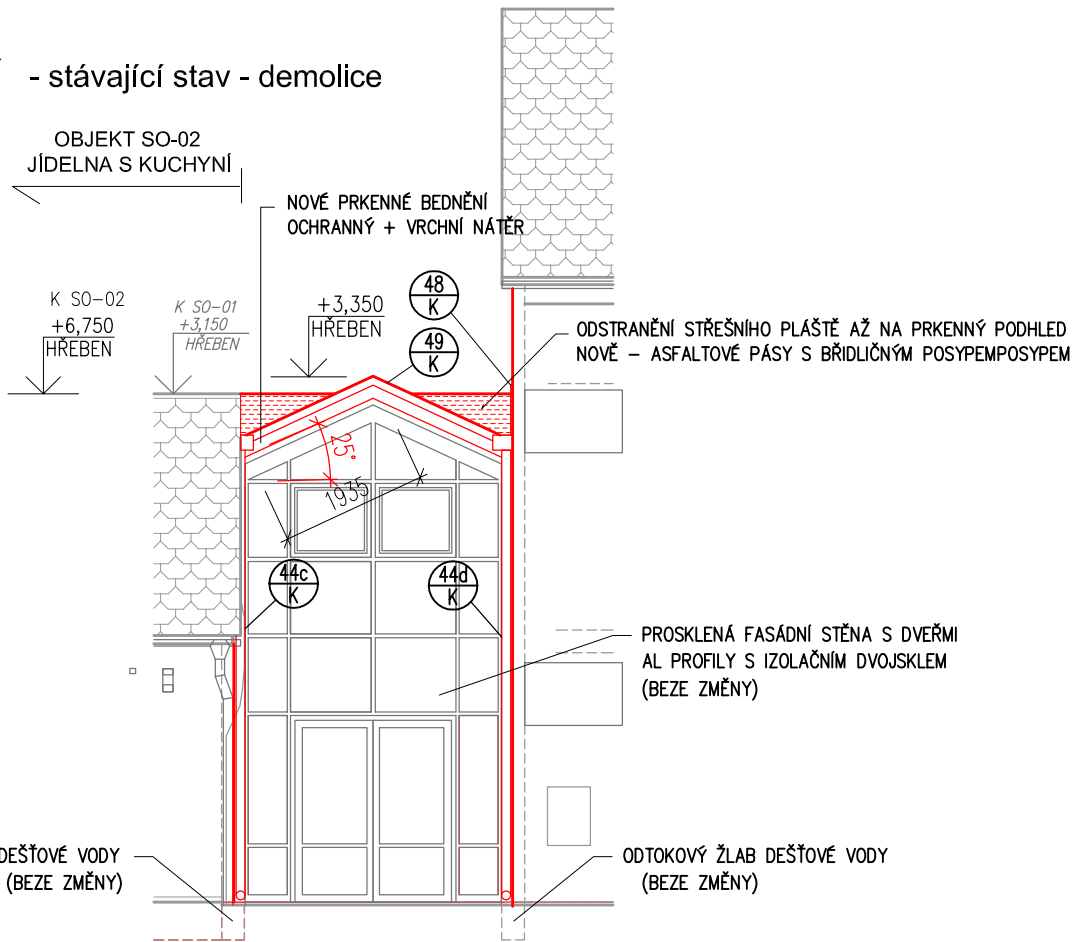 - stávající stav - demolice
OBJEKT SO-02
JÍDELNA S KUCHYNÍ
NOVÉ PRKENNÉ BEDNĚNÍ
OCHRANNÝ + VRCHNÍ NÁTĚR
K SO-02
+6,750
HŘEBEN
K SO-01
+3,150
HŘEBEN
+3,350
HŘEBEN
48
K
49
K
ODSTRANĚNÍ STŘEŠNÍHO PLÁŠTĚ AŽ NA PRKENNÝ PODHLED
NOVĚ – ASFALTOVÉ PÁSY S BŘIDLIČNÝM POSYPEMPOSYPEM
25°
1935
44c
K
44d
K
PROSKLENÁ FASÁDNÍ STĚNA S DVEŘMI
AL PROFILY S IZOLAČNÍM DVOJSKLEM
(BEZE ZMĚNY)
DEŠŤOVÉ VODY
(BEZE ZMĚNY)
ODTOKOVÝ ŽLAB DEŠŤOVÉ VODY
(BEZE ZMĚNY)